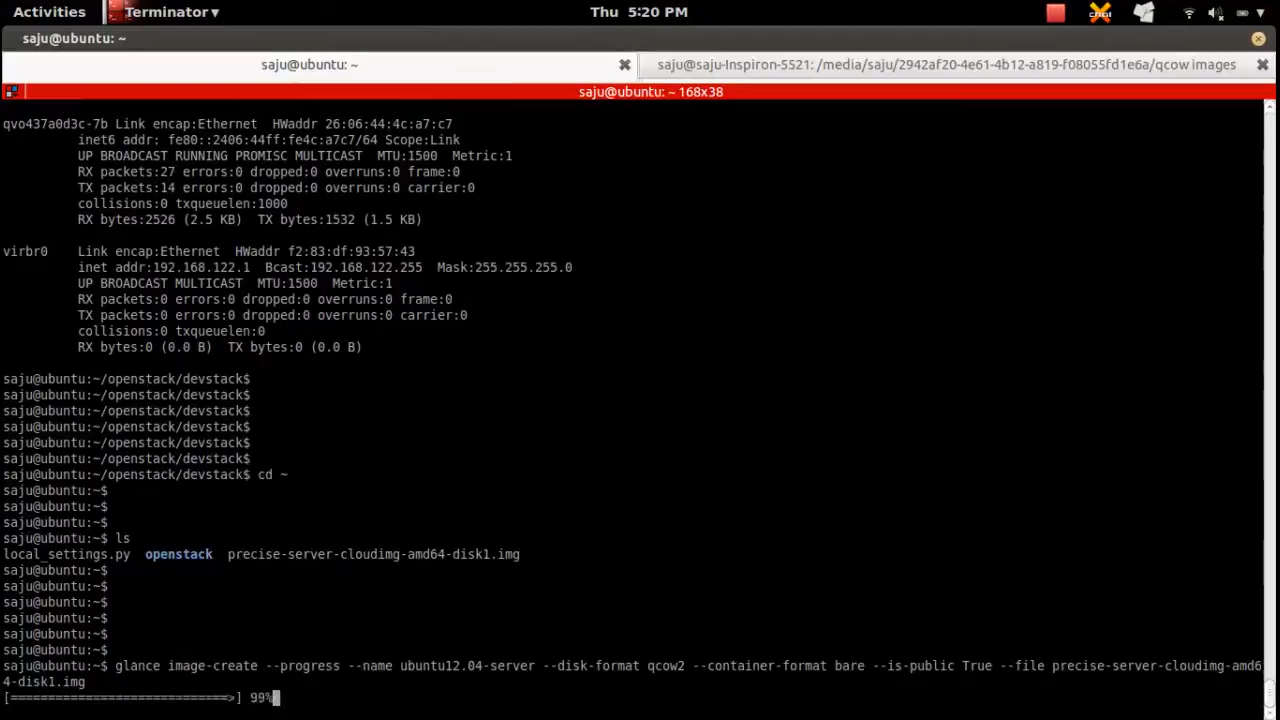 Activities Terminator▾ Thu 5:20 PM
saju@ubuntu: ~
saju@ubuntu: ~ saju@saju-Inspiron-5521: /media/saju/2942af20-4e61-4b12-a819-f08055fd1e6a/qcow images
saju@ubuntu: ~ 168x38
qvo437a0d3c-7b Link encap:Ethernet  HWaddr 26:06:44:4c:a7:c7
inet6 addr: fe80::2406:44ff:fe4c:a7c7/64 Scope:Link
UP BROADCAST RUNNING PROMISC MULTICAST  MTU:1500  Metric:1
RX packets:27 errors:0 dropped:0 overruns:0 frame:0
TX packets:14 errors:0 dropped:0 overruns:0 carrier:0
collisions:0 txqueuelen:1000
RX bytes:2526 (2.5 KB)  TX bytes:1532 (1.5 KB)
virbr0    Link encap:Ethernet  HWaddr f2:83:df:93:57:43
inet addr:192.168.122.1  Bcast:192.168.122.255  Mask:255.255.255.0
UP BROADCAST MULTICAST  MTU:1500  Metric:1
RX packets:0 errors:0 dropped:0 overruns:0 frame:0
TX packets:0 errors:0 dropped:0 overruns:0 carrier:0
collisions:0 txqueuelen:0
RX bytes:0 (0.0 B)  TX bytes:0 (0.0 B)
saju@ubuntu:~/openstack/devstack$
saju@ubuntu:~/openstack/devstack$
saju@ubuntu:~/openstack/devstack$
saju@ubuntu:~/openstack/devstack$
saju@ubuntu:~/openstack/devstack$
saju@ubuntu:~/openstack/devstack$
saju@ubuntu:~/openstack/devstack$ cd ~
saju@ubuntu:~$
saju@ubuntu:~$
saju@ubuntu:~$
saju@ubuntu:~$ ls
local_settings.py  openstack  precise-server-cloudimg-amd64-disk1.img
saju@ubuntu:~$
saju@ubuntu:~$
saju@ubuntu:~$
saju@ubuntu:~$
saju@ubuntu:~$
saju@ubuntu:~$
saju@ubuntu:~$ glance image-create --progress --name ubuntu12.04-server --disk-format qcow2 --container-format bare --is-public True --file precise-server-cloudimg-amd6
4-disk1.img
[============================>] 99%